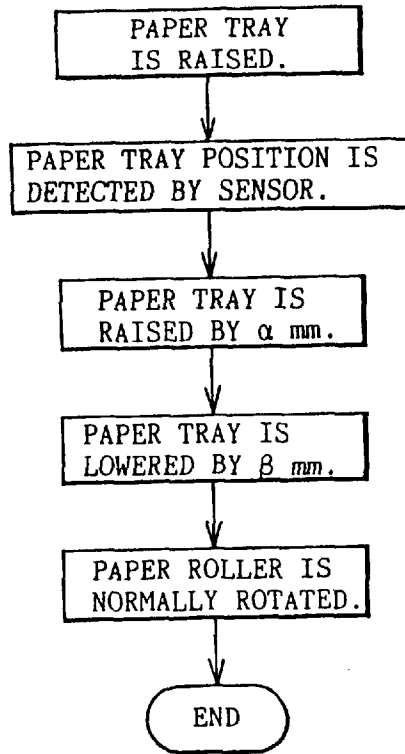 PAPER TRAY
IS RAISED.
PAPER TRAY POSITION IS
DETECTED BY SENSOR.
PAPER TRAY IS
RAISED BY α mm.
PAPER TRAY IS
LOWERED BY β mm.
PAPER ROLLER IS
NORMALLY ROTATED.
END